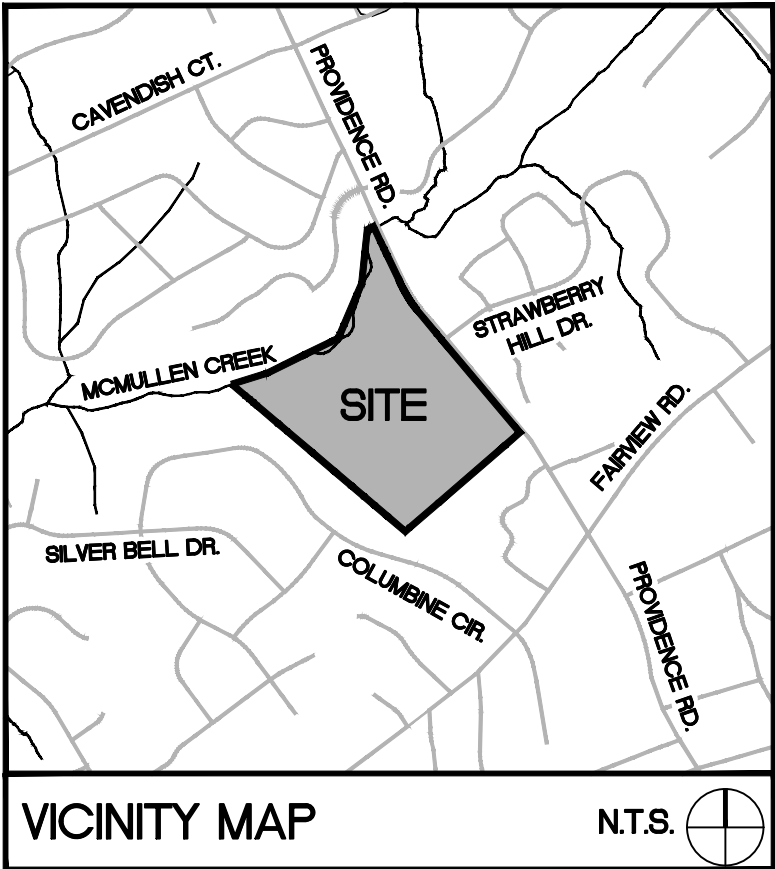 CAVENDISH CT.
PROVIDENCE RD.
STRAWBERRY
HILL DR.
MCMULLEN CREEK
SITE
FAIRVIEW RD.
SILVER BELL DR.
COLUMBINE CIR.
PROVIDENCE RD.
VICINITY MAP
N.T.S.